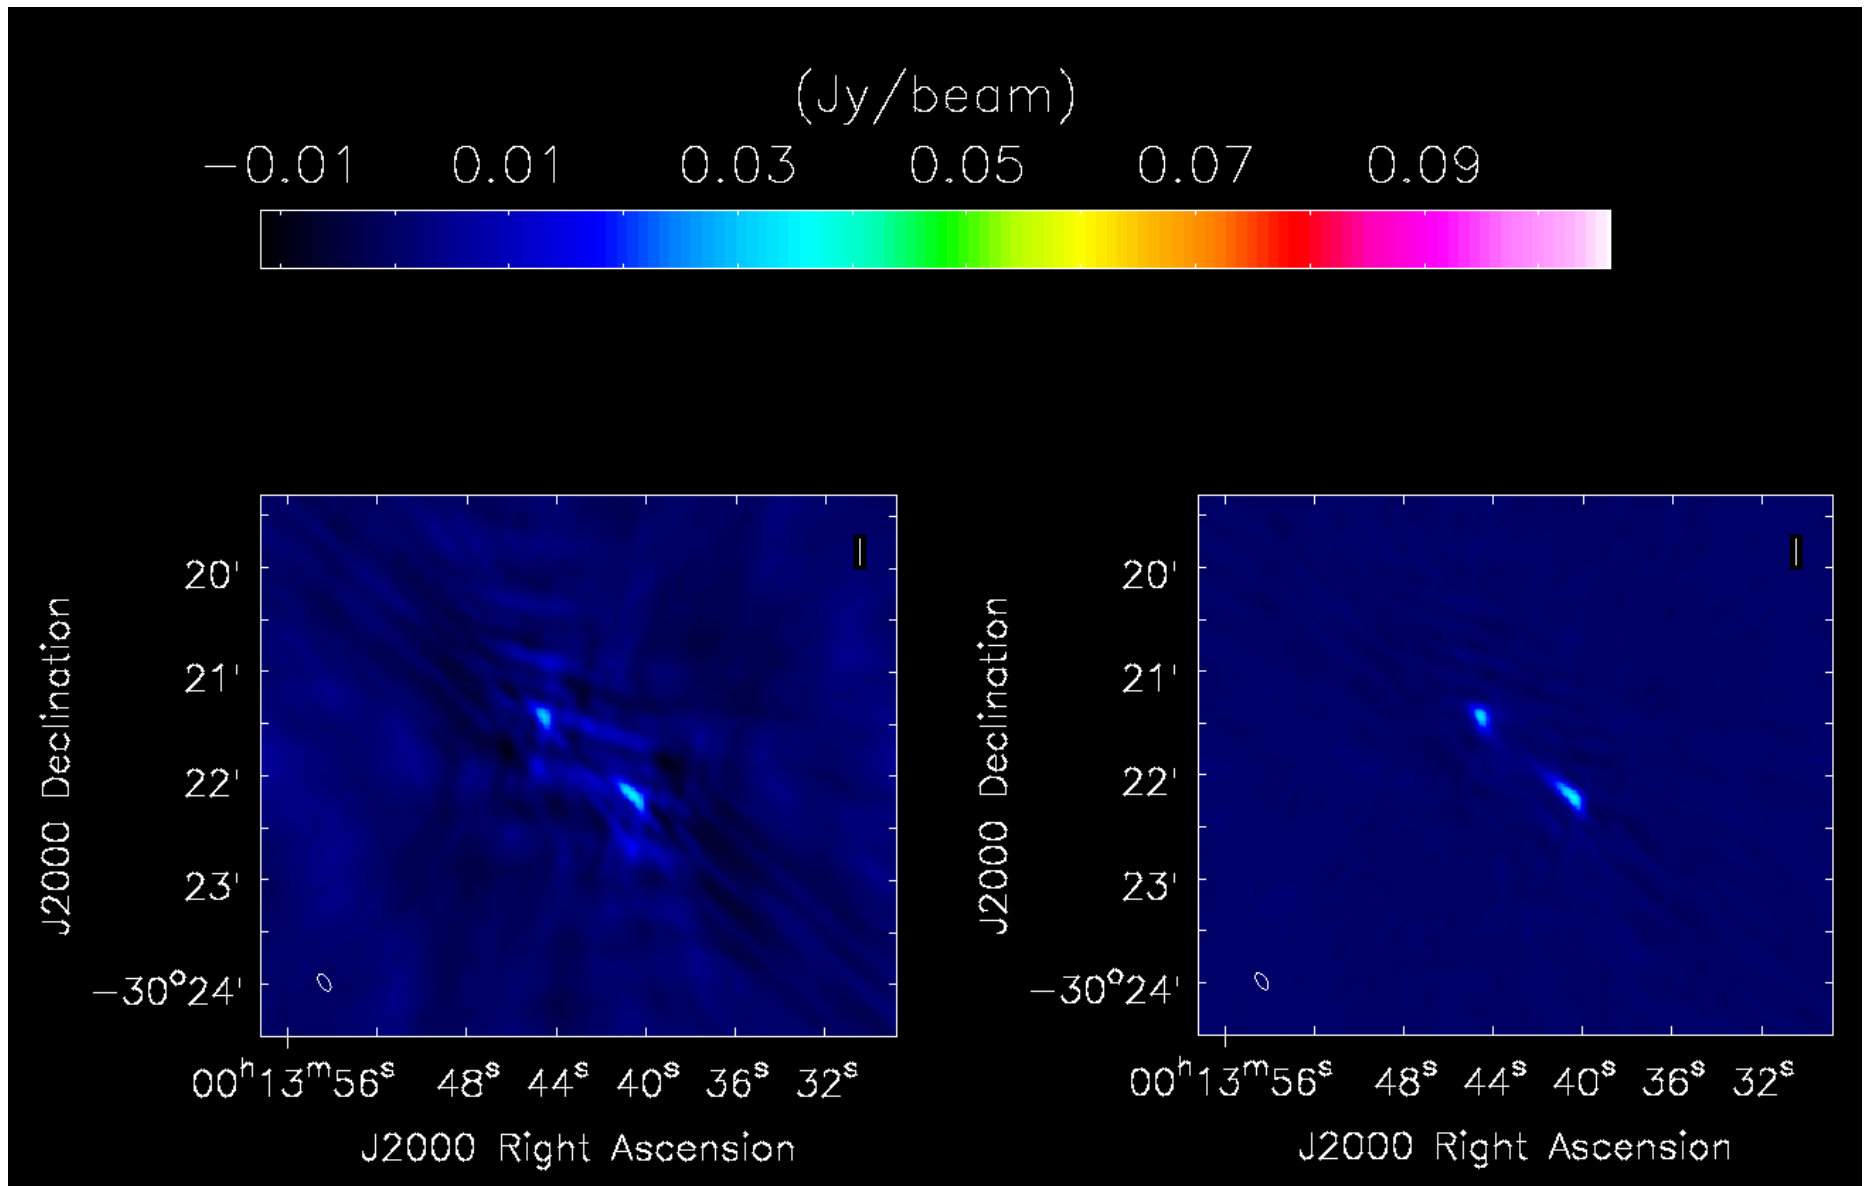 (Jy/beam)
−0.01 0.01 0.03 0.05 0.07 0.09
J2000 Declination
20'
21'
22'
23'
−30°24'
00ʰ13ᵐ56ˢ 48ˢ 44ˢ 40ˢ 36ˢ 32ˢ
J2000 Right Ascension
J2000 Declination
20'
21'
22'
23'
−30°24'
00ʰ13ᵐ56ˢ 48ˢ 44ˢ 40ˢ 36ˢ 32ˢ
J2000 Right Ascension